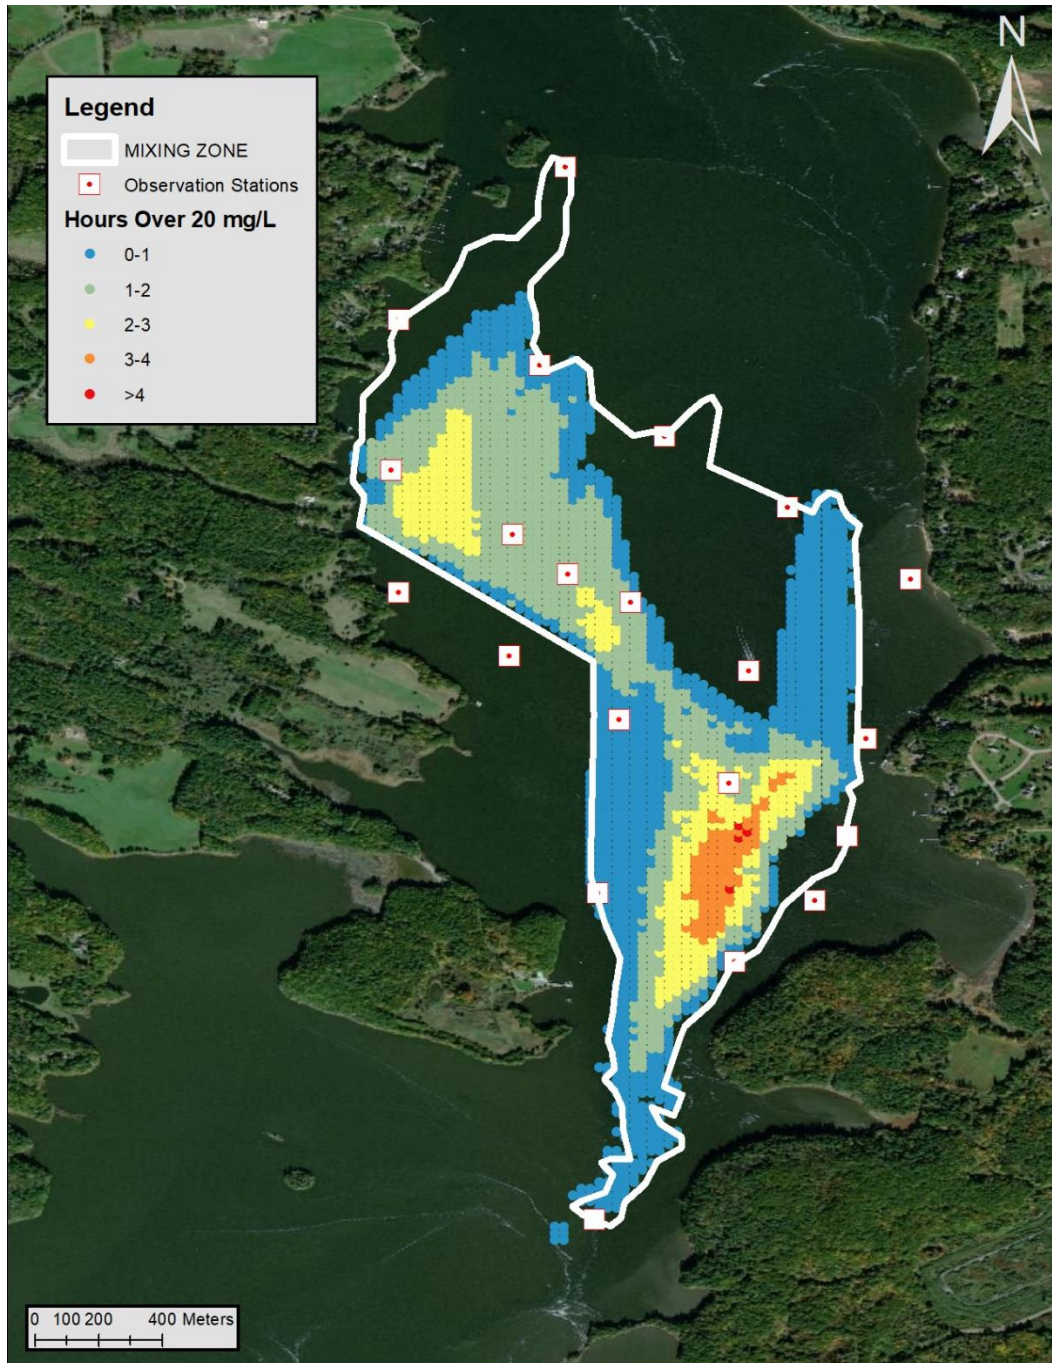 N
Legend
MIXING ZONE
Observation Stations
Hours Over 20 mg/L
0-1
1-2
2-3
3-4
>4
0 100 200 400 Meters